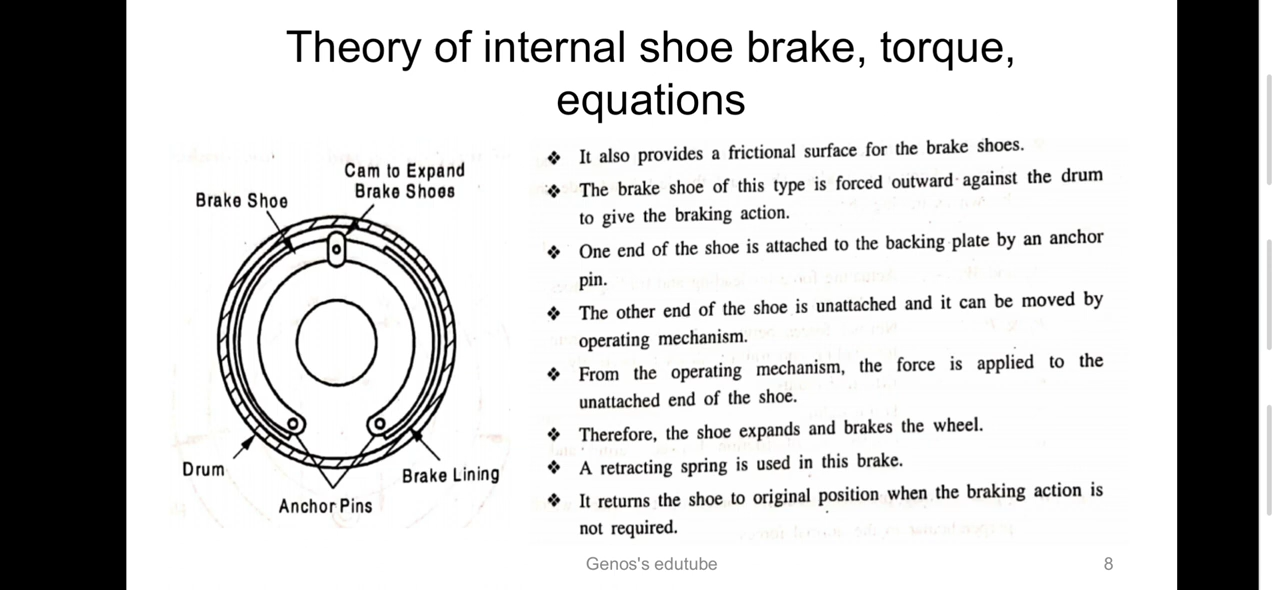 Theory of internal shoe brake, torque,
equations
Cam to Expand
Brake Shoes
Brake Shoe
Drum
Brake Lining
Anchor Pins
❖ It also provides a frictional surface for the brake shoes.
❖ The brake shoe of this type is forced outward against the drum
to give the braking action.
❖ One end of the shoe is attached to the backing plate by an anchor
pin.
❖ The other end of the shoe is unattached and it can be moved by
operating mechanism.
❖ From the operating mechanism, the force is applied to the
unattached end of the shoe.
❖ Therefore, the shoe expands and brakes the wheel.
❖ A retracting spring is used in this brake.
❖ It returns the shoe to original position when the braking action is
not required.
Genos's edutube
8